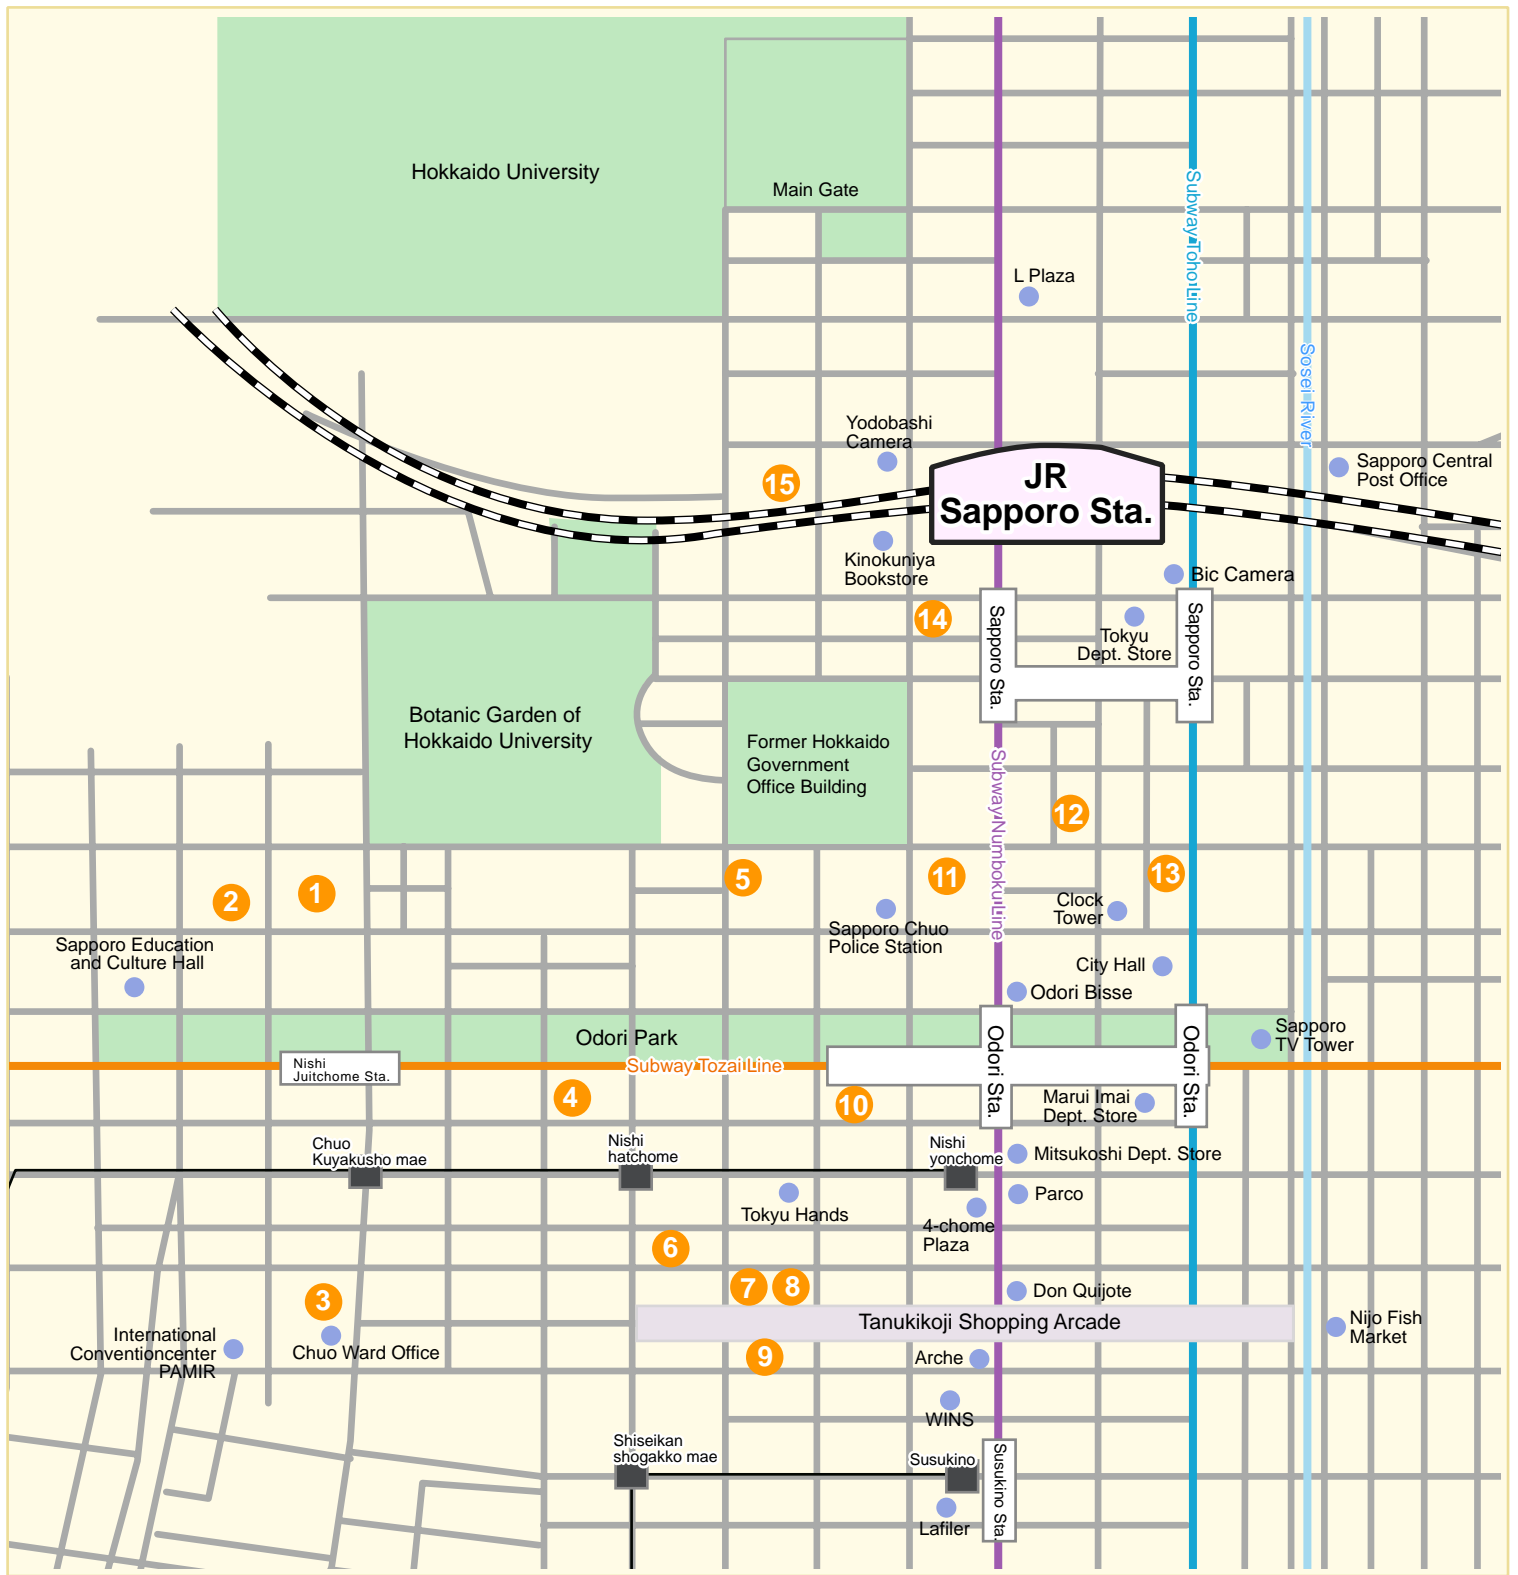 Hokkaido University
Main Gate
Subway Toho Line
L Plaza
Sosei River
Yodobashi
Camera
15
JR
Sapporo Sta.
Sapporo Central
Post Office
Kinokuniya
Bookstore
Bic Camera
14
Sapporo Sta.
Tokyu
Dept. Store
Sapporo Sta.
Botanic Garden of
Hokkaido University
Former Hokkaido
Government
Office Building
Subway Numboku Line
12
2
1
5
11
13
Clock
Tower
Sapporo Chuo
Police Station
Sapporo Education
and Culture Hall
City Hall
Odori Bisse
Odori Park
Odori Sta.
Odori Sta.
Sapporo
TV Tower
Nishi
Juitchome Sta.
Subway Tozai Line
4
10
Marui Imai
Dept. Store
Chuo
Kuyakusho mae
Nishi
hatchome
Nishi
yonchome
Mitsukoshi Dept. Store
Parco
Tokyu Hands
4-chome
Plaza
6
7
8
3
Don Quijote
Tanukikoji Shopping Arcade
Nijo Fish
Market
International
Conventioncenter
PAMIR
Chuo Ward Office
9
Arche
WINS
Shiseikan
shogakko mae
Susukino
Susukino Sta.
Lafiler